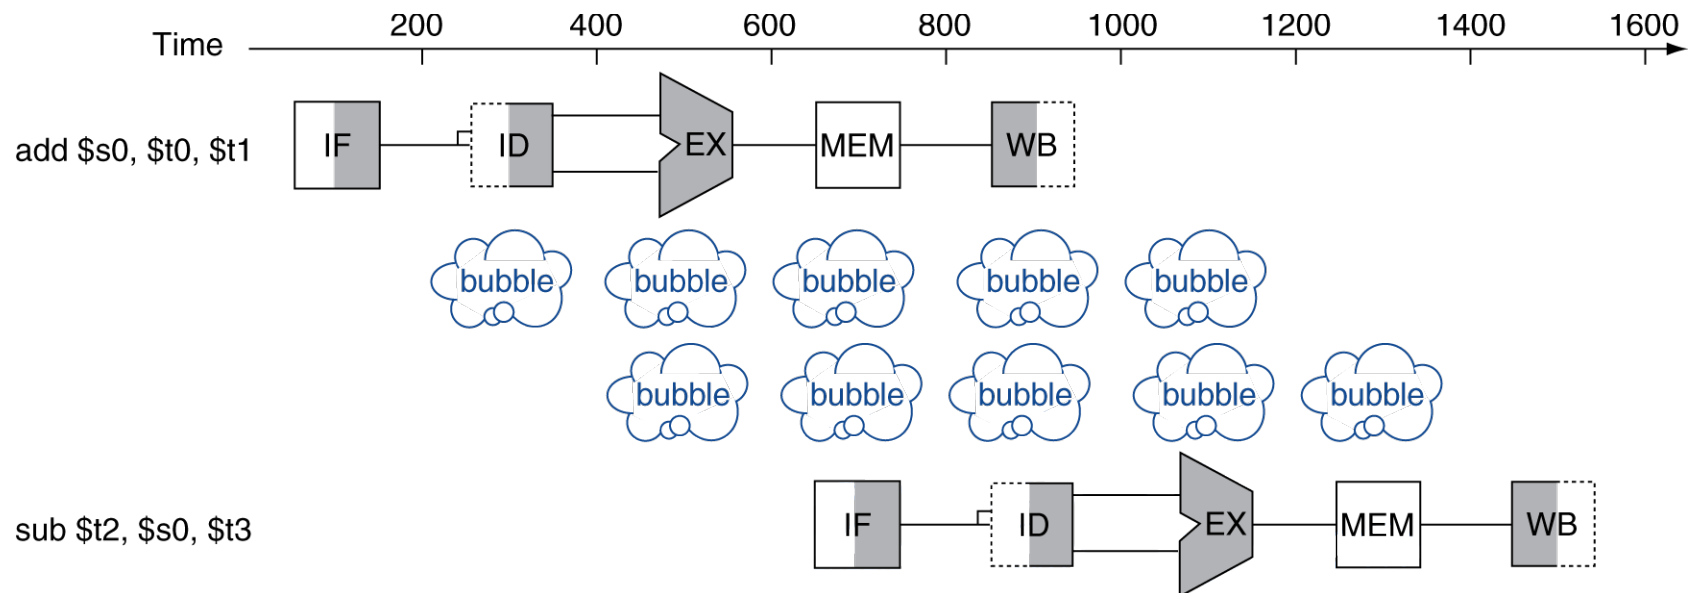 200 400 600 800 1000 1200 1400 1600
Time
add $s0, $t0, $t1 IF ID EX MEM WB
bubble bubble bubble bubble bubble
bubble bubble bubble bubble bubble
sub $t2, $s0, $t3 IF ID EX MEM WB